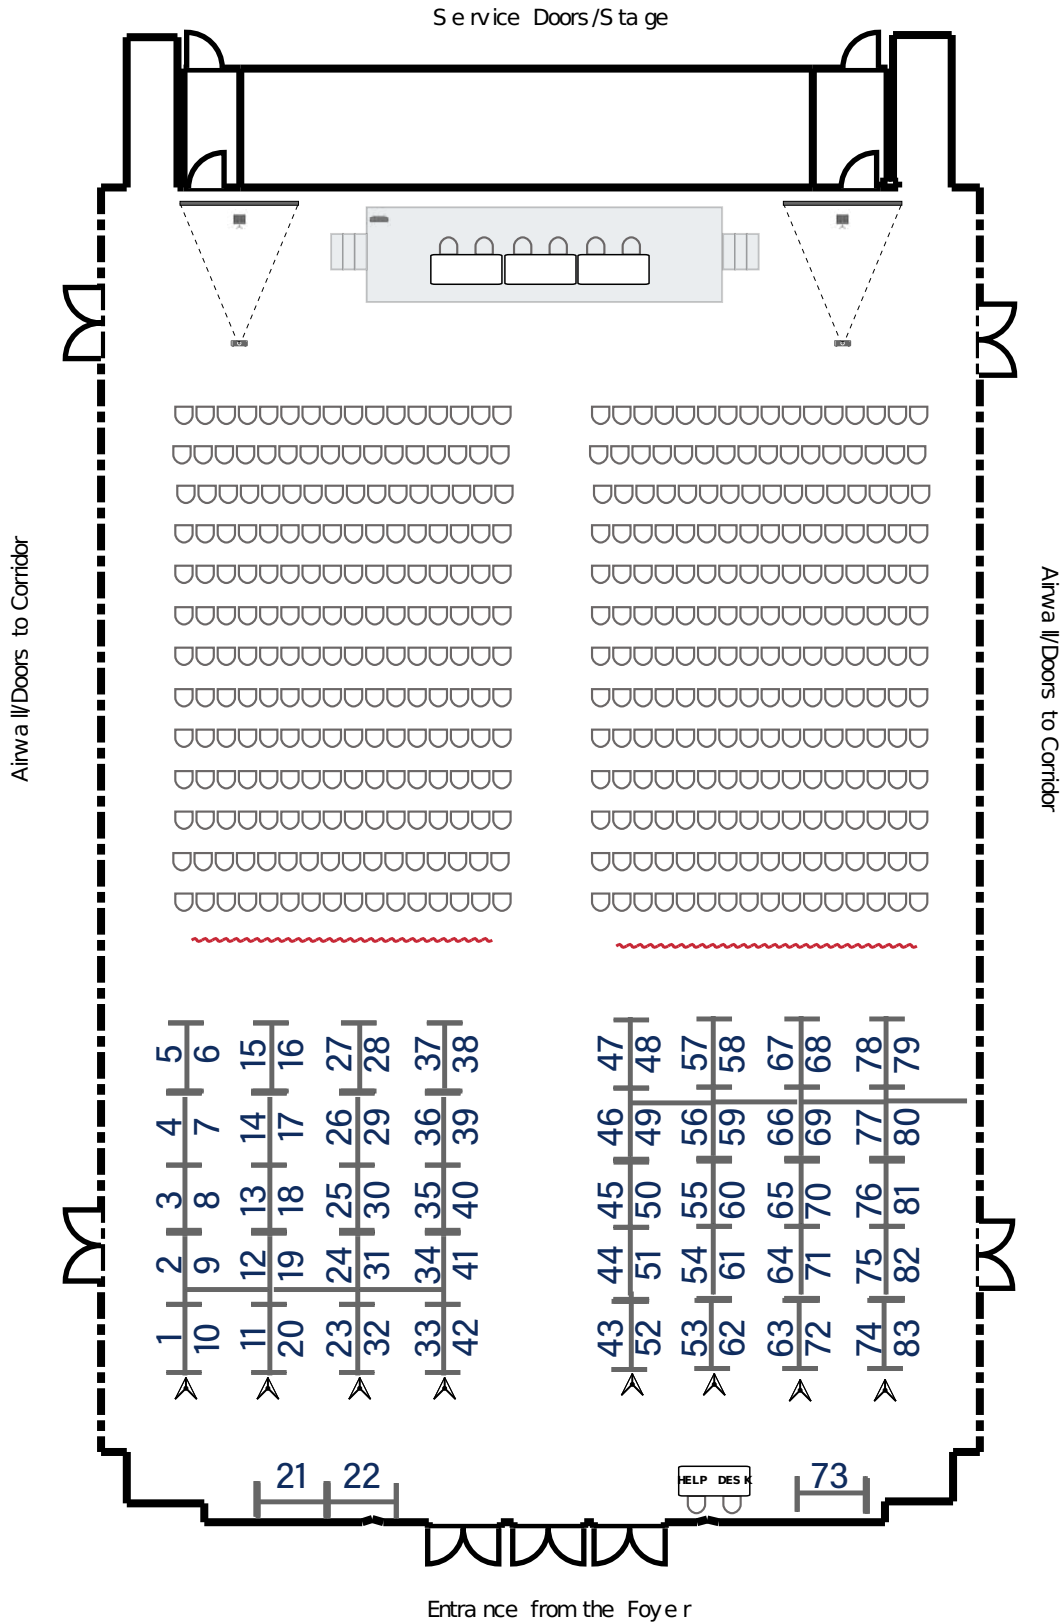 Service Doors/Stage
Airwall/Doors to Corridor
Airwall/Doors to Corridor
5 6 15 16 27 28 37 38 47 48 57 58 67 68 78 79
4 7 14 17 26 29 36 39 46 49 56 59 66 69 77 80
3 8 13 18 25 30 35 40 45 50 55 60 65 70 76 81
2 9 12 19 24 31 34 41 44 51 54 61 64 71 75 82
1 10 11 20 23 32 33 42 43 52 53 62 63 72 74 83
21 22 HELP DESK 73
Entrance from the Foyer